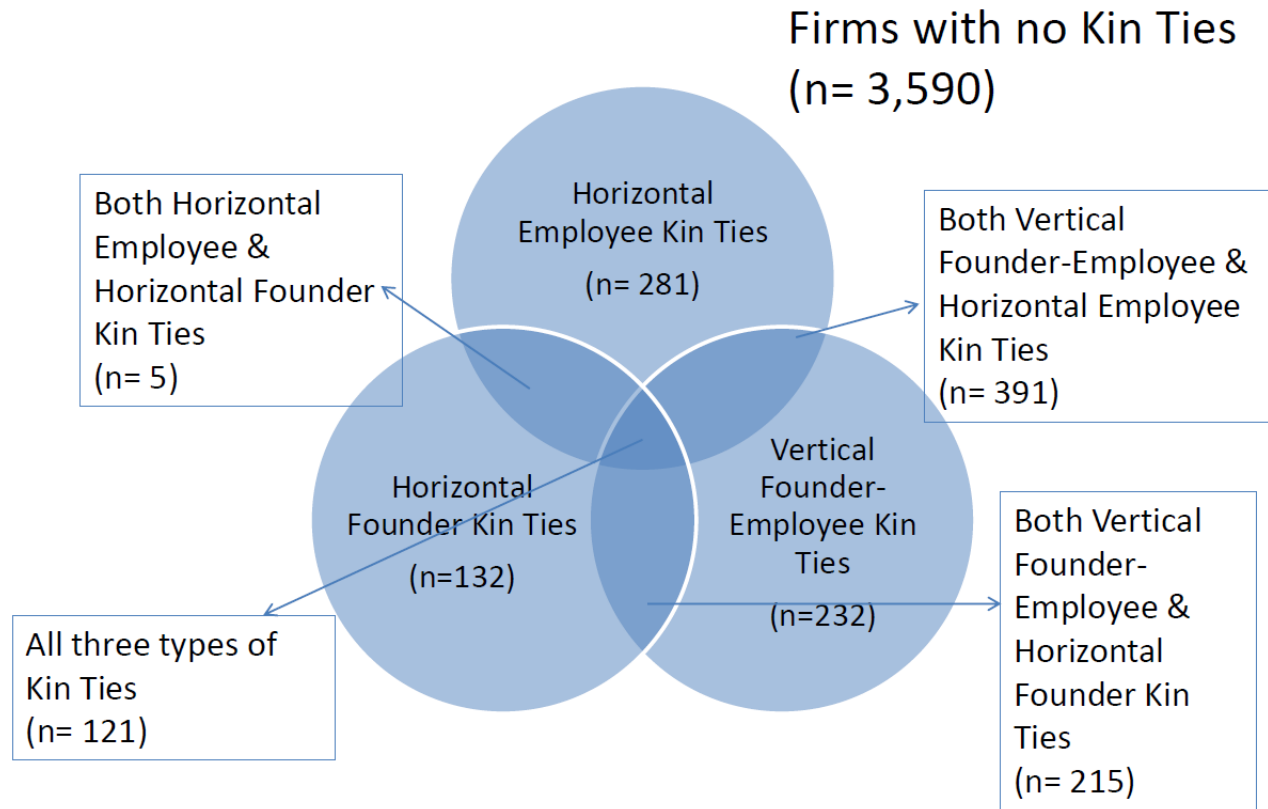 Firms with no Kin Ties
(n= 3,590)
Horizontal
Employee Kin Ties
(n= 281)
Both Horizontal
Employee &
Horizontal Founder
Kin Ties
(n= 5)
Both Vertical
Founder-Employee &
Horizontal Employee
Kin Ties
(n= 391)
Horizontal
Founder Kin Ties
(n=132)
Vertical
Founder-
Employee Kin
Ties
(n=232)
All three types of
Kin Ties
(n= 121)
Both Vertical
Founder-
Employee &
Horizontal
Founder Kin
Ties
(n= 215)